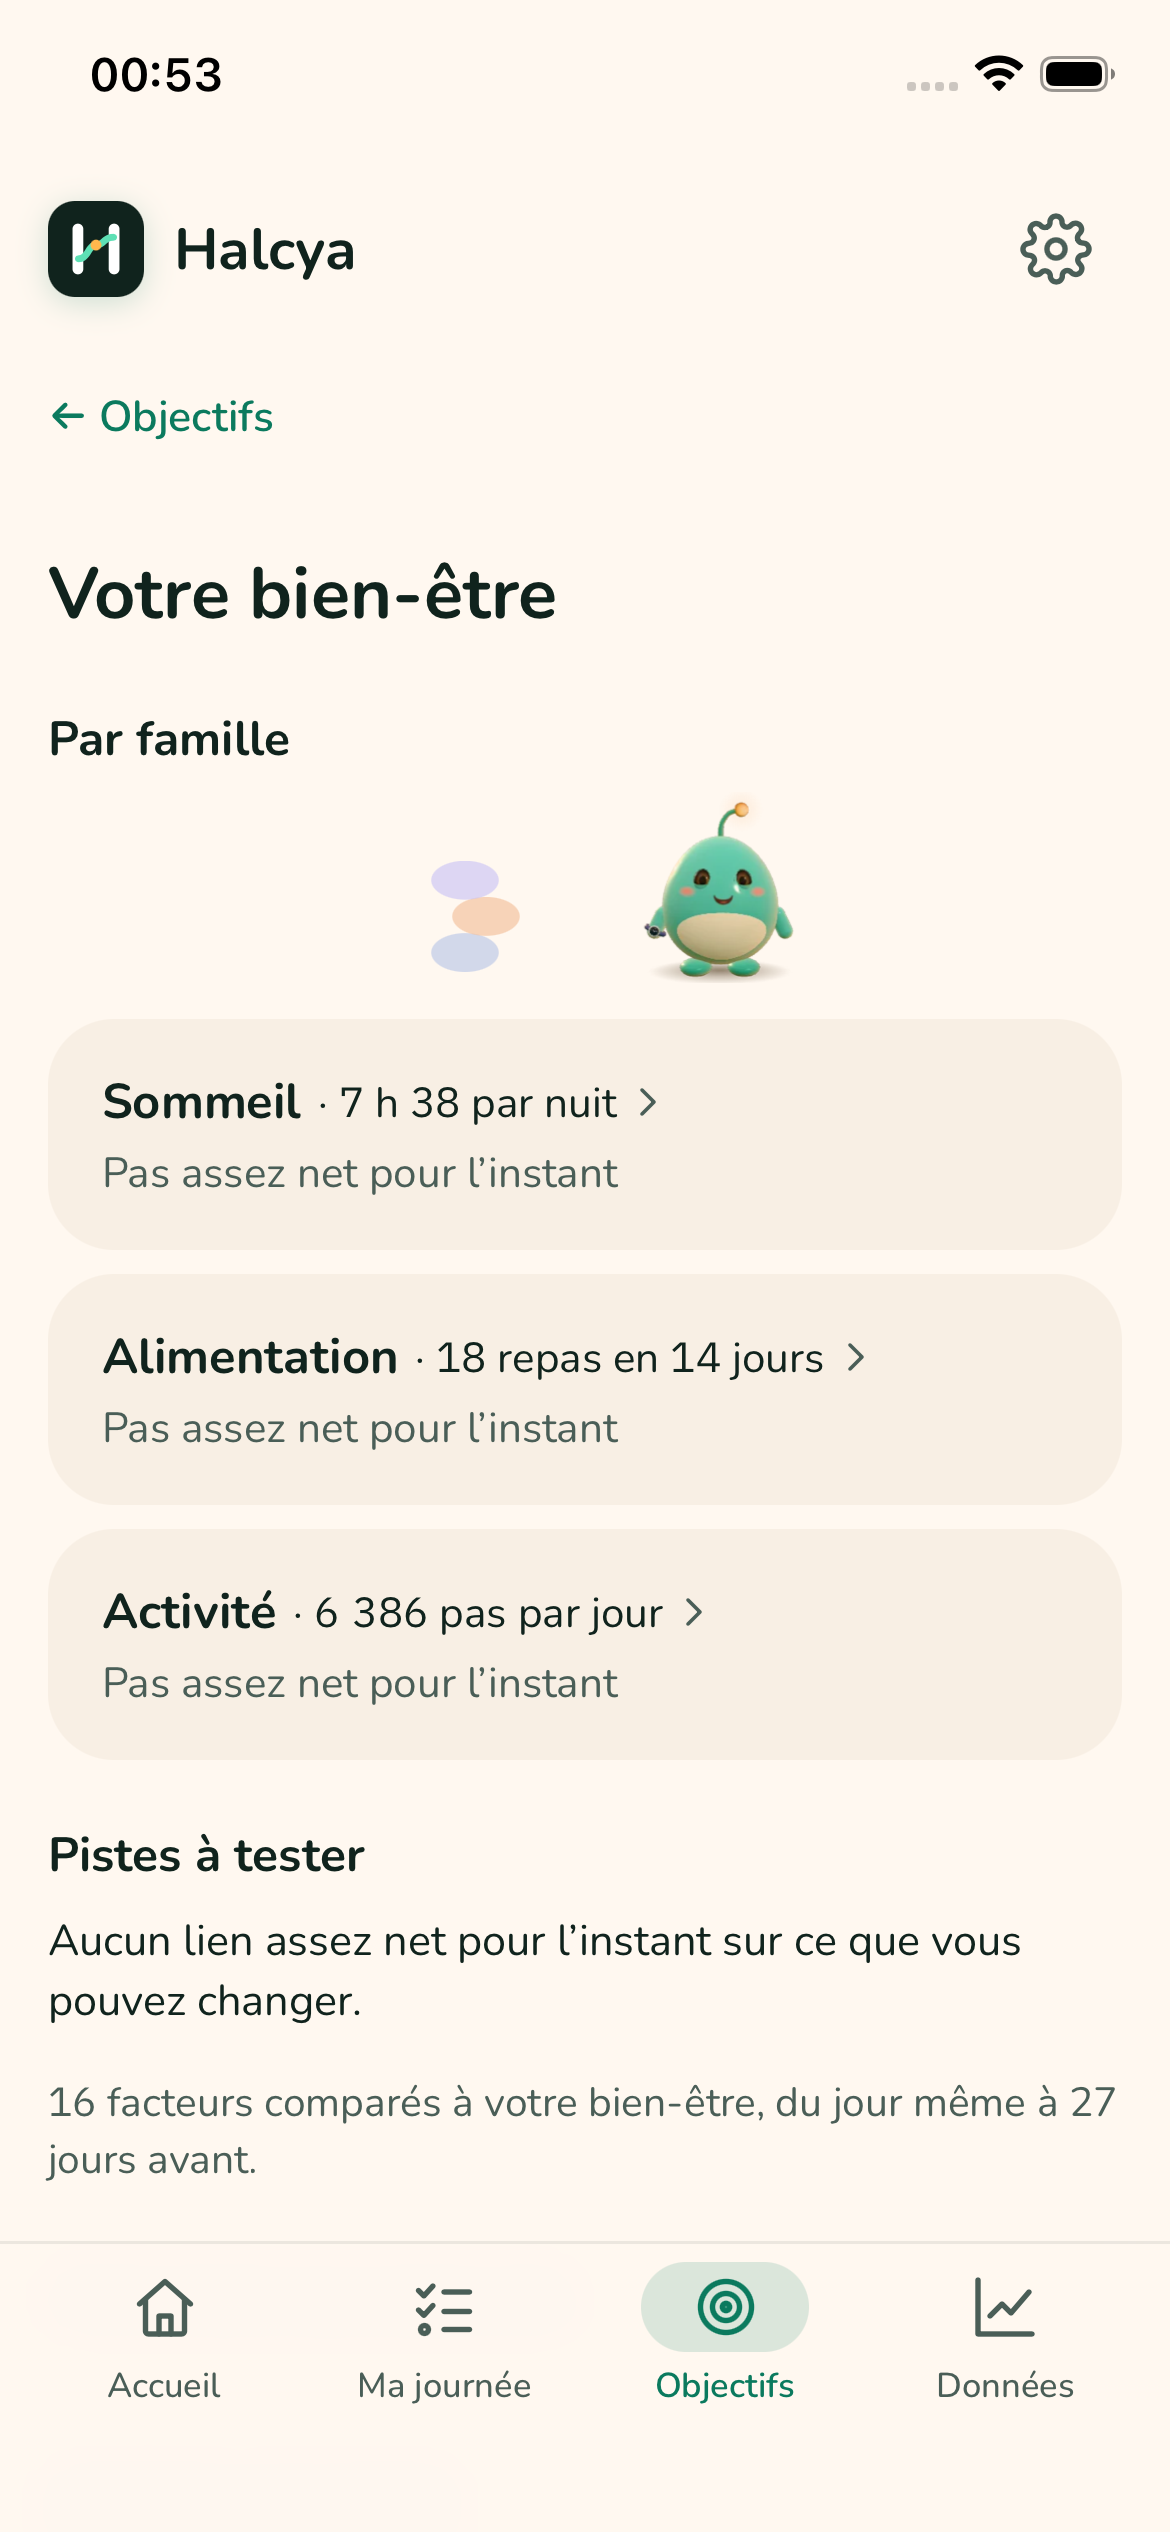 00:53
Halcya
← Objectifs
Votre bien-être
Par famille
Sommeil · 7 h 38 par nuit >
Pas assez net pour l’instant
Alimentation · 18 repas en 14 jours >
Pas assez net pour l’instant
Activité · 6 386 pas par jour >
Pas assez net pour l’instant
Pistes à tester
Aucun lien assez net pour l’instant sur ce que vous
pouvez changer.
16 facteurs comparés à votre bien-être, du jour même à 27
jours avant.
Accueil
Ma journée
Objectifs
Données